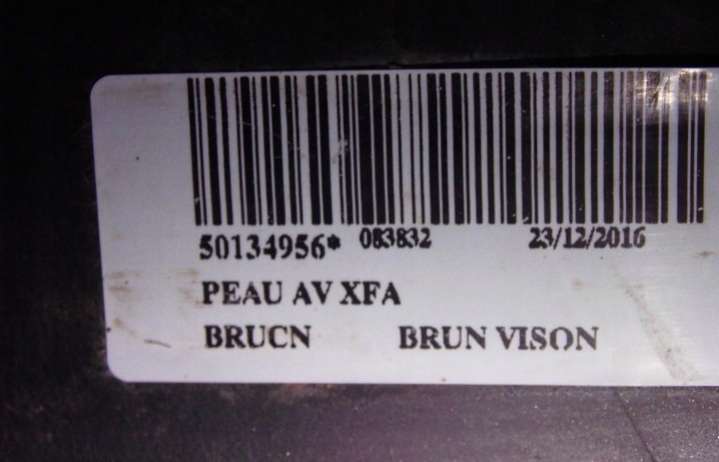 50134956* 083832 23/12/2016
PEAU AV XFA
BRUCN BRUN VISON